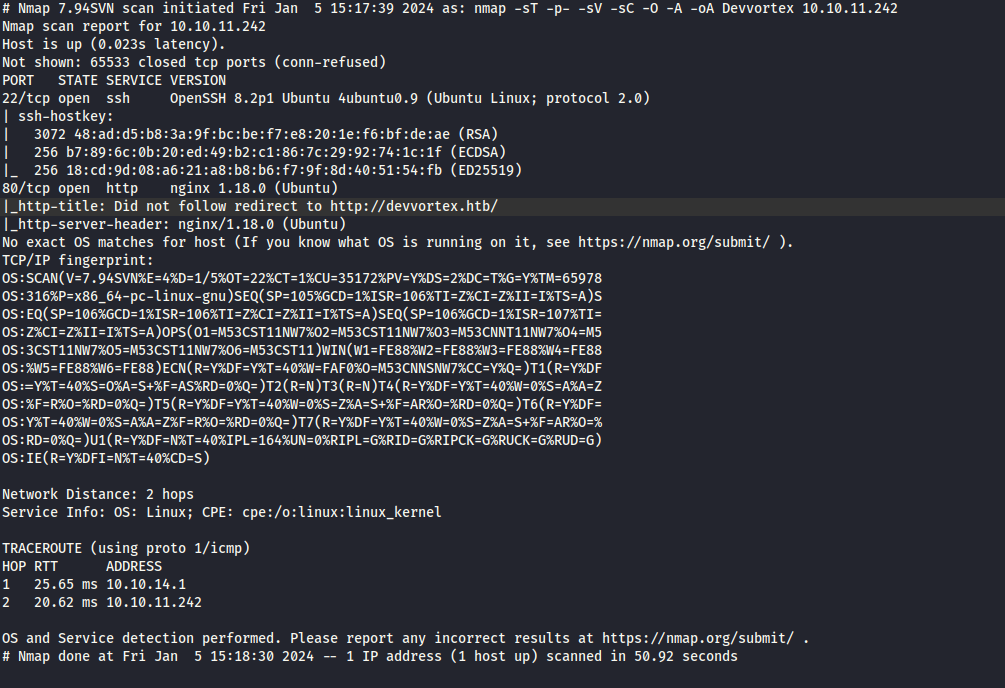 # Nmap 7.94SVN scan initiated Fri Jan  5 15:17:39 2024 as: nmap -sT -p- -sV -sC -O -A -oA Devvortex 10.10.11.242
Nmap scan report for 10.10.11.242
Host is up (0.023s latency).
Not shown: 65533 closed tcp ports (conn-refused)
PORT   STATE SERVICE VERSION
22/tcp open  ssh     OpenSSH 8.2p1 Ubuntu 4ubuntu0.9 (Ubuntu Linux; protocol 2.0)
| ssh-hostkey:
|   3072 48:ad:d5:b8:3a:9f:bc:be:f7:e8:20:1e:f6:bf:de:ae (RSA)
|   256 b7:89:6c:0b:20:ed:49:b2:c1:86:7c:29:92:74:1c:1f (ECDSA)
|_  256 18:cd:9d:08:a6:21:a8:b8:b6:f7:9f:8d:40:51:54:fb (ED25519)
80/tcp open  http    nginx 1.18.0 (Ubuntu)
|_http-title: Did not follow redirect to http://devvortex.htb/
|_http-server-header: nginx/1.18.0 (Ubuntu)
No exact OS matches for host (If you know what OS is running on it, see https://nmap.org/submit/ ).
TCP/IP fingerprint:
OS:SCAN(V=7.94SVN%E=4%D=1/5%OT=22%CT=1%CU=35172%PV=Y%DS=2%DC=T%G=Y%TM=65978
OS:316%P=x86_64-pc-linux-gnu)SEQ(SP=105%GCD=1%ISR=106%TI=Z%CI=Z%II=I%TS=A)S
OS:EQ(SP=106%GCD=1%ISR=106%TI=Z%CI=Z%II=I%TS=A)SEQ(SP=106%GCD=1%ISR=107%TI=
OS:Z%CI=Z%II=I%TS=A)OPS(O1=M53CST11NW7%O2=M53CST11NW7%O3=M53CNNT11NW7%O4=M5
OS:3CST11NW7%O5=M53CST11NW7%O6=M53CST11)WIN(W1=FE88%W2=FE88%W3=FE88%W4=FE88
OS:%W5=FE88%W6=FE88)ECN(R=Y%DF=Y%T=40%W=FAF0%O=M53CNNSNW7%CC=Y%Q=)T1(R=Y%DF
OS:=Y%T=40%S=O%A=S+%F=AS%RD=0%Q=)T2(R=N)T3(R=N)T4(R=Y%DF=Y%T=40%W=0%S=A%A=Z
OS:%F=R%O=%RD=0%Q=)T5(R=Y%DF=Y%T=40%W=0%S=Z%A=S+%F=AR%O=%RD=0%Q=)T6(R=Y%DF=
OS:Y%T=40%W=0%S=A%A=Z%F=R%O=%RD=0%Q=)T7(R=Y%DF=Y%T=40%W=0%S=Z%A=S+%F=AR%O=%
OS:RD=0%Q=)U1(R=Y%DF=N%T=40%IPL=164%UN=0%RIPL=G%RID=G%RIPCK=G%RUCK=G%RUD=G)
OS:IE(R=Y%DFI=N%T=40%CD=S)
Network Distance: 2 hops
Service Info: OS: Linux; CPE: cpe:/o:linux:linux_kernel
TRACEROUTE (using proto 1/icmp)
HOP RTT      ADDRESS
1   25.65 ms 10.10.14.1
2   20.62 ms 10.10.11.242
OS and Service detection performed. Please report any incorrect results at https://nmap.org/submit/ .
# Nmap done at Fri Jan  5 15:18:30 2024 -- 1 IP address (1 host up) scanned in 50.92 seconds